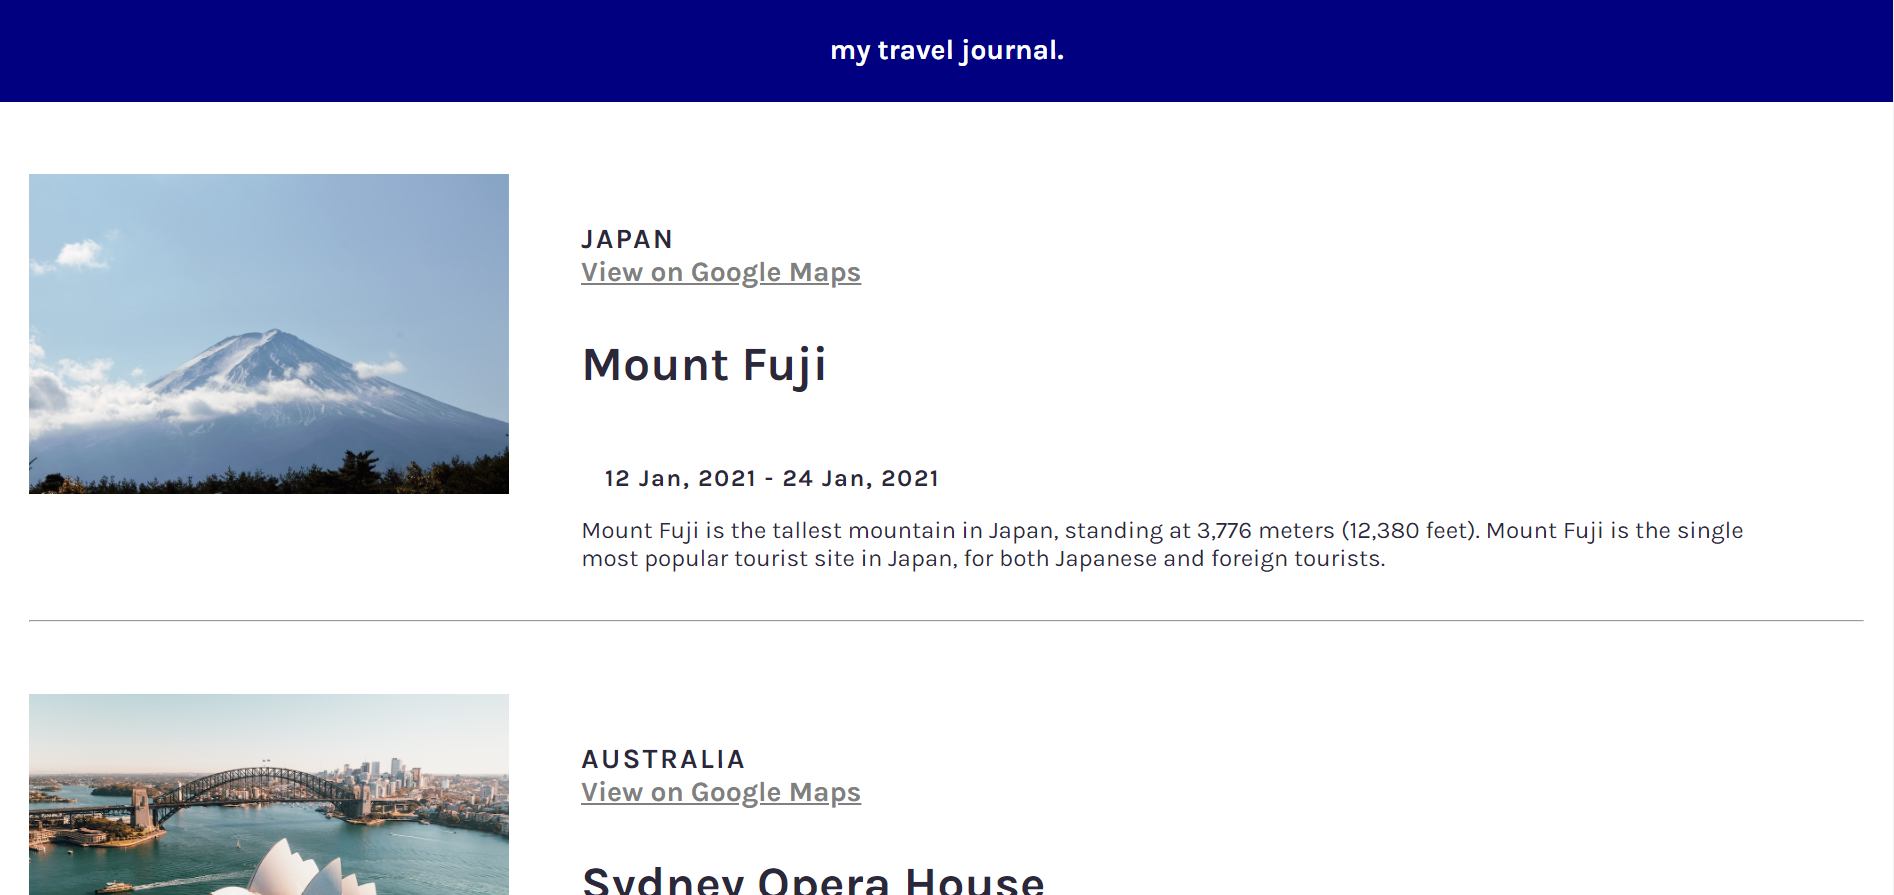 my travel journal.
JAPAN
View on Google Maps
Mount Fuji
12 Jan, 2021 - 24 Jan, 2021
Mount Fuji is the tallest mountain in Japan, standing at 3,776 meters (12,380 feet). Mount Fuji is the single
most popular tourist site in Japan, for both Japanese and foreign tourists.
AUSTRALIA
View on Google Maps
Sydney Opera House